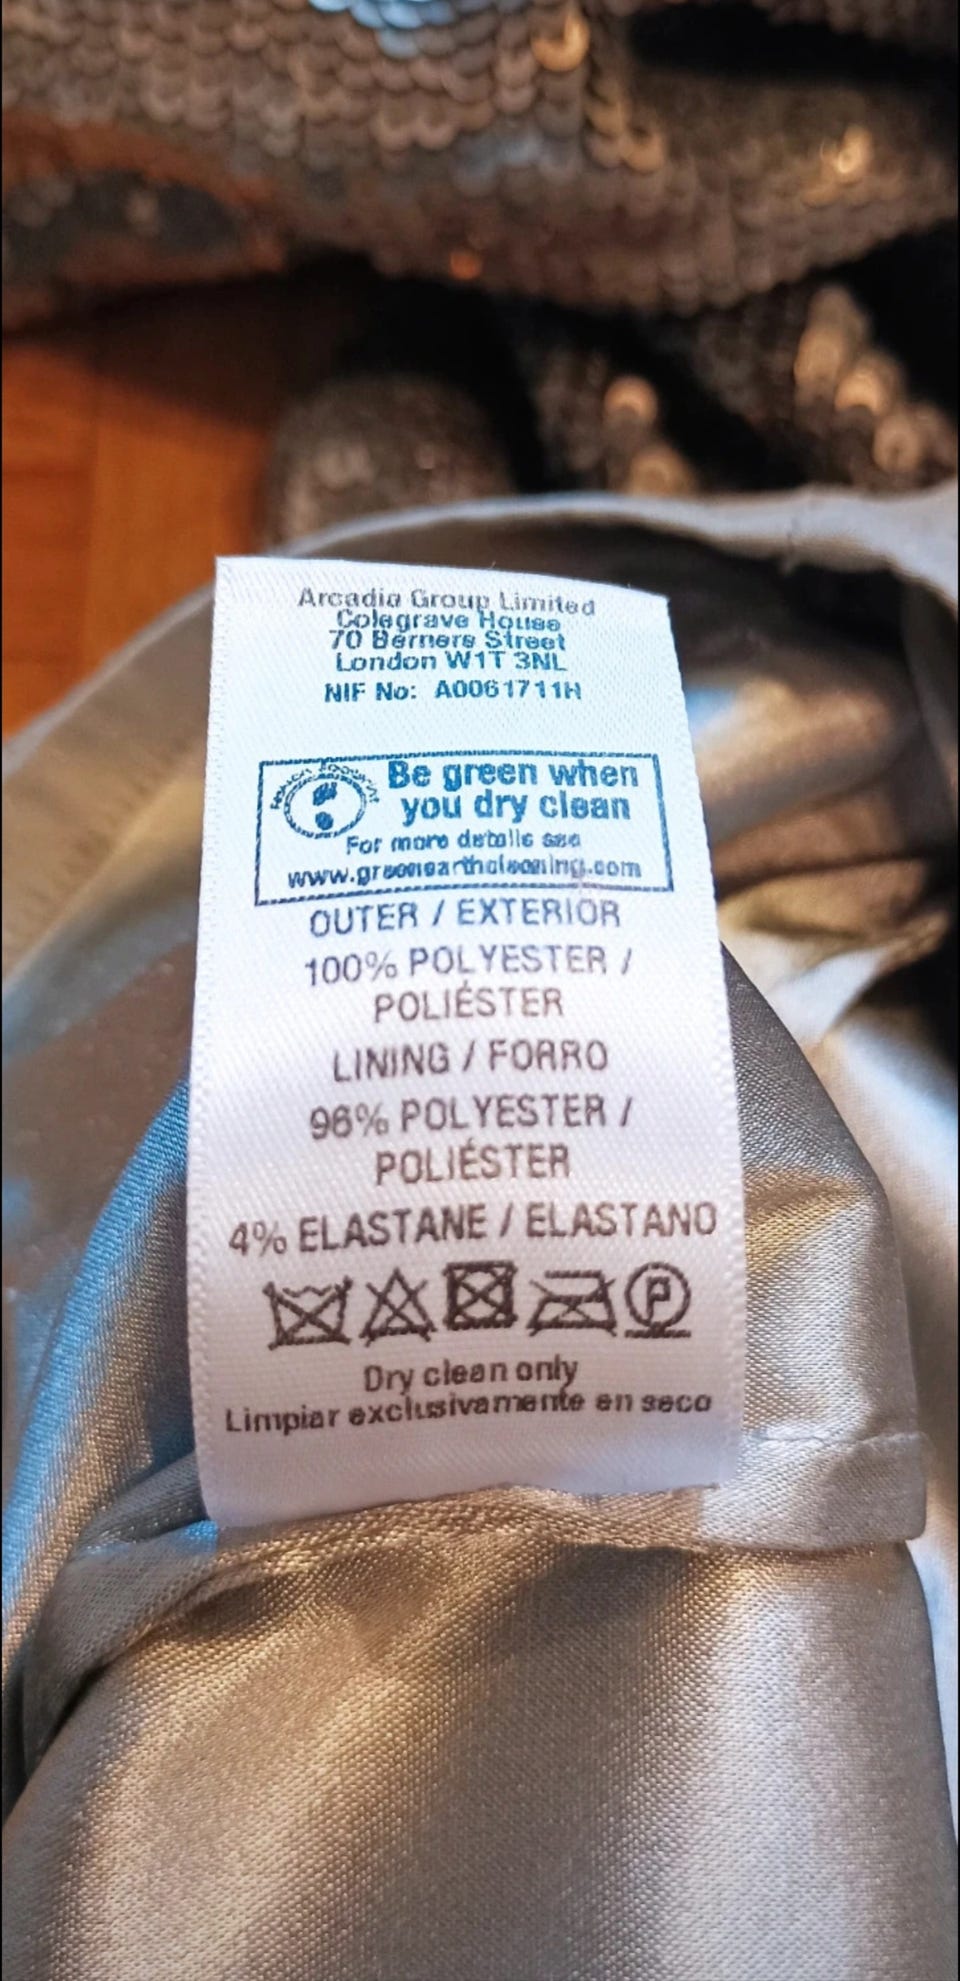 Arcadia Group Limited
Colegrave House
70 Berners Street
London W1T 3NL
NIF No: A0061711H
Be green when
you dry clean
For more details see
www.greenearthcleaning.com
OUTER / EXTERIOR
100% POLYESTER /
POLIÉSTER
LINING / FORRO
96% POLYESTER /
POLIÉSTER
4% ELASTANE / ELASTANO
P
Dry clean only
Limpiar exclusivamente en seco